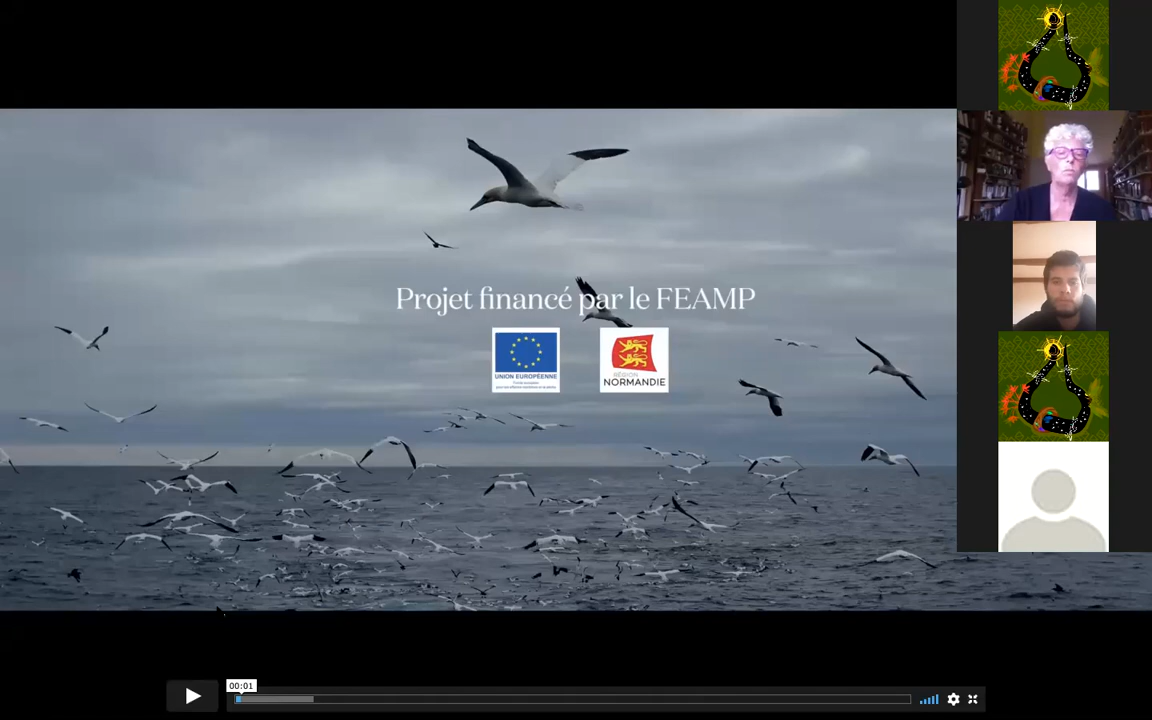 Projet financé par le FEAMP
UNION EUROPÉENNE
RÉGION
NORMANDIE
00:01